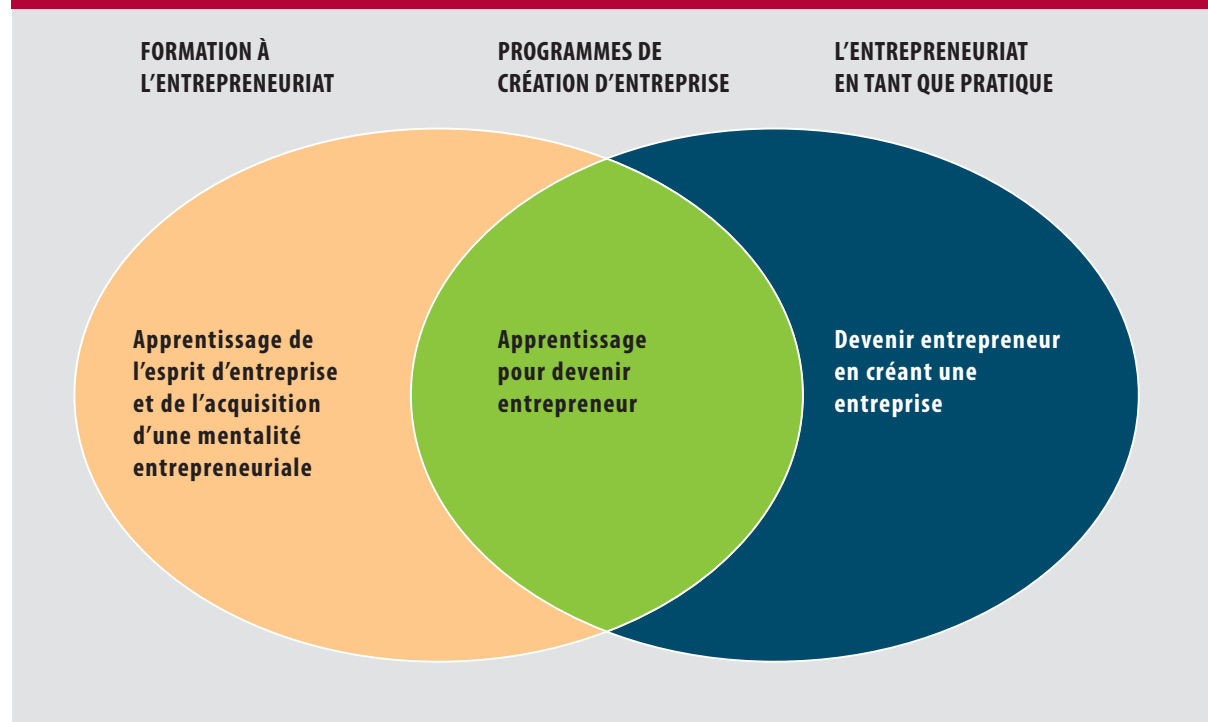 FORMATION À
L'ENTREPRENEURIAT
PROGRAMMES DE
CRÉATION D'ENTREPRISE
L'ENTREPRENEURIAT
EN TANT QUE PRATIQUE
Apprentissage de
l'esprit d'entreprise
et de l'acquisition
d'une mentalité
entrepreneuriale
Apprentissage
pour devenir
entrepreneur
Devenir entrepreneur
en créant une
entreprise